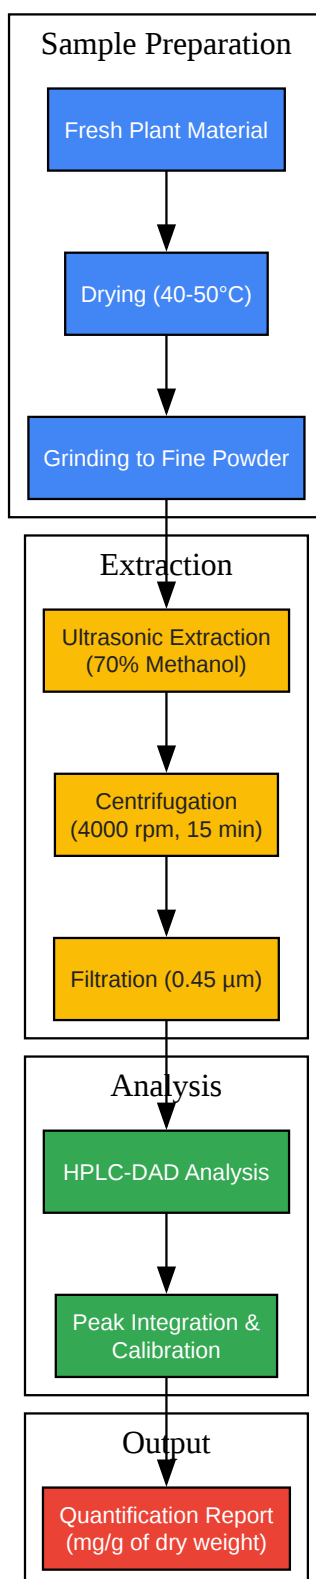 Sample Preparation
Fresh Plant Material
Drying (40-50°C)
Grinding to Fine Powder
Extraction
Ultrasonic Extraction
(70% Methanol)
Centrifugation
(4000 rpm, 15 min)
Filtration (0.45 µm)
Analysis
HPLC-DAD Analysis
Peak Integration &
Calibration
Output
Quantification Report
(mg/g of dry weight)